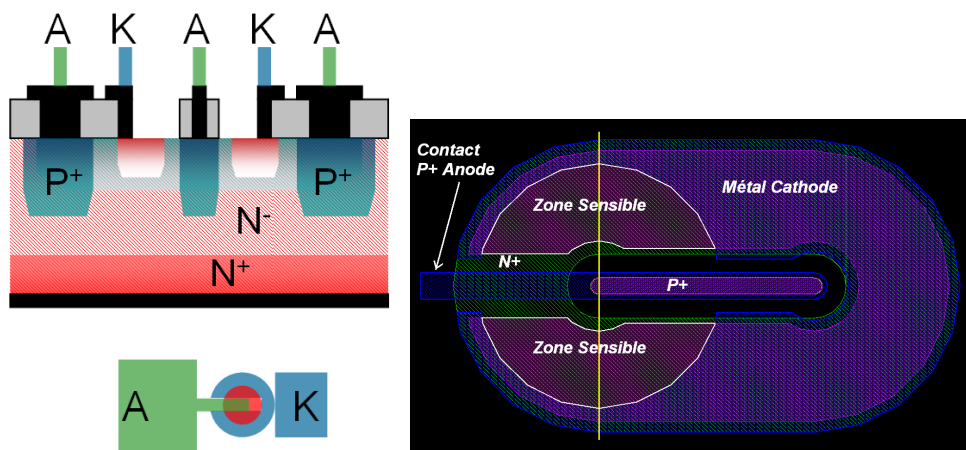 A K A K A
P⁺ P⁺
N⁻
N⁺
A K
Contact
P+ Anode
Métal Cathode
Zone Sensible
N+
P+
Zone Sensible